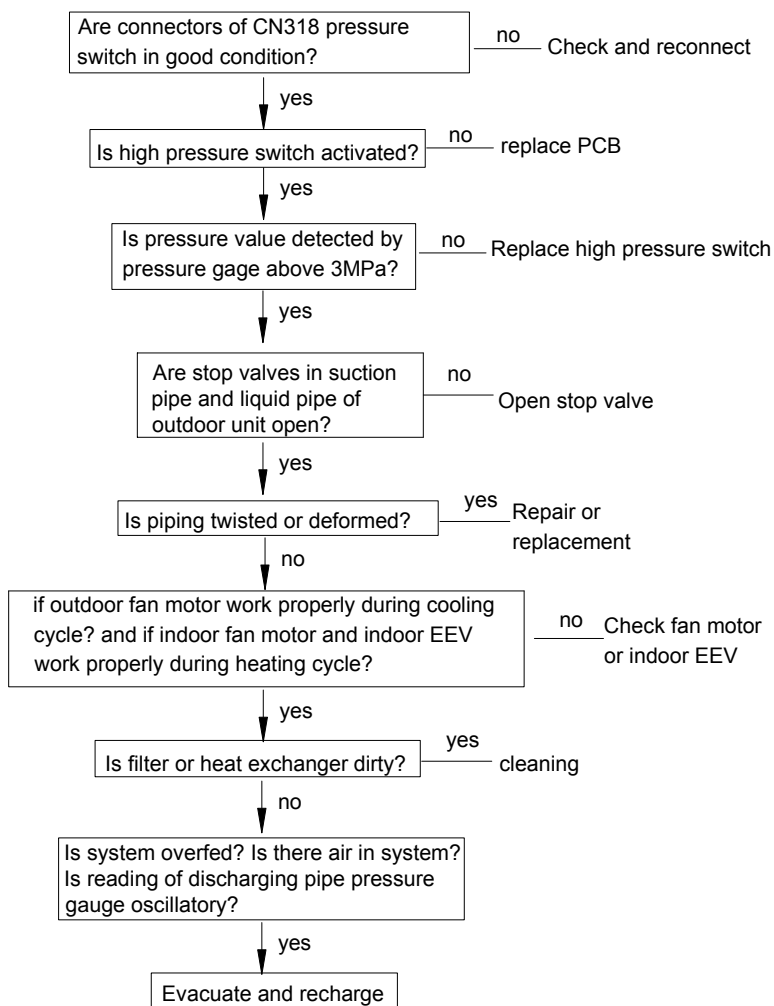 Are connectors of CN318 pressure
switch in good condition?
no
Check and reconnect
yes
Is high pressure switch activated?
no
replace PCB
yes
Is pressure value detected by
pressure gage above 3MPa?
no
Replace high pressure switch
yes
Are stop valves in suction
pipe and liquid pipe of
outdoor unit open?
no
Open stop valve
yes
Is piping twisted or deformed?
yes
Repair or
replacement
no
if outdoor fan motor work properly during cooling
cycle? and if indoor fan motor and indoor EEV
work properly during heating cycle?
no
Check fan motor
or indoor EEV
yes
Is filter or heat exchanger dirty?
yes
cleaning
no
Is system overfed? Is there air in system?
Is reading of discharging pipe pressure
gauge oscillatory?
yes
Evacuate and recharge